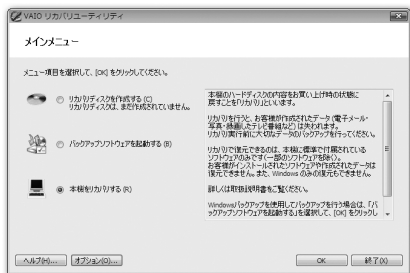 VAIO リカバリユーティリティ
メインメニュー
メニュー項目を選択して、[OK] をクリックしてください。
リカバリディスクを作成する (C)
リカバリディスクは、まだ作成されていません。
バックアップソフトウェアを起動する (B)
本機をリカバリする (R)
本機のハードディスクの内容をお買い上げ時の状態に
戻すことを「リカバリ」といいます。
リカバリを行うと、お客様が作成されたデータ（電子メール・
写真・録画したテレビ番組など）は失われます。
リカバリ実行前に大切なデータのバックアップを行ってください。
リカバリで復元できるのは、本機に標準で付属されている
ソフトウェアのみです（一部のソフトウェアを除く）。
お客様がインストールされたソフトウェアや作成されたデータは
復元できません。また、Windows のみの復元もできません。
詳しくは取扱説明書をご覧ください。
Windowsバックアップを使用してバックアップを行う場合は、「バ
ックアップソフトウェアを起動する」を選択して、[OK] をクリックし
ヘルプ(H)...
オプション(O)...
OK
終了(X)